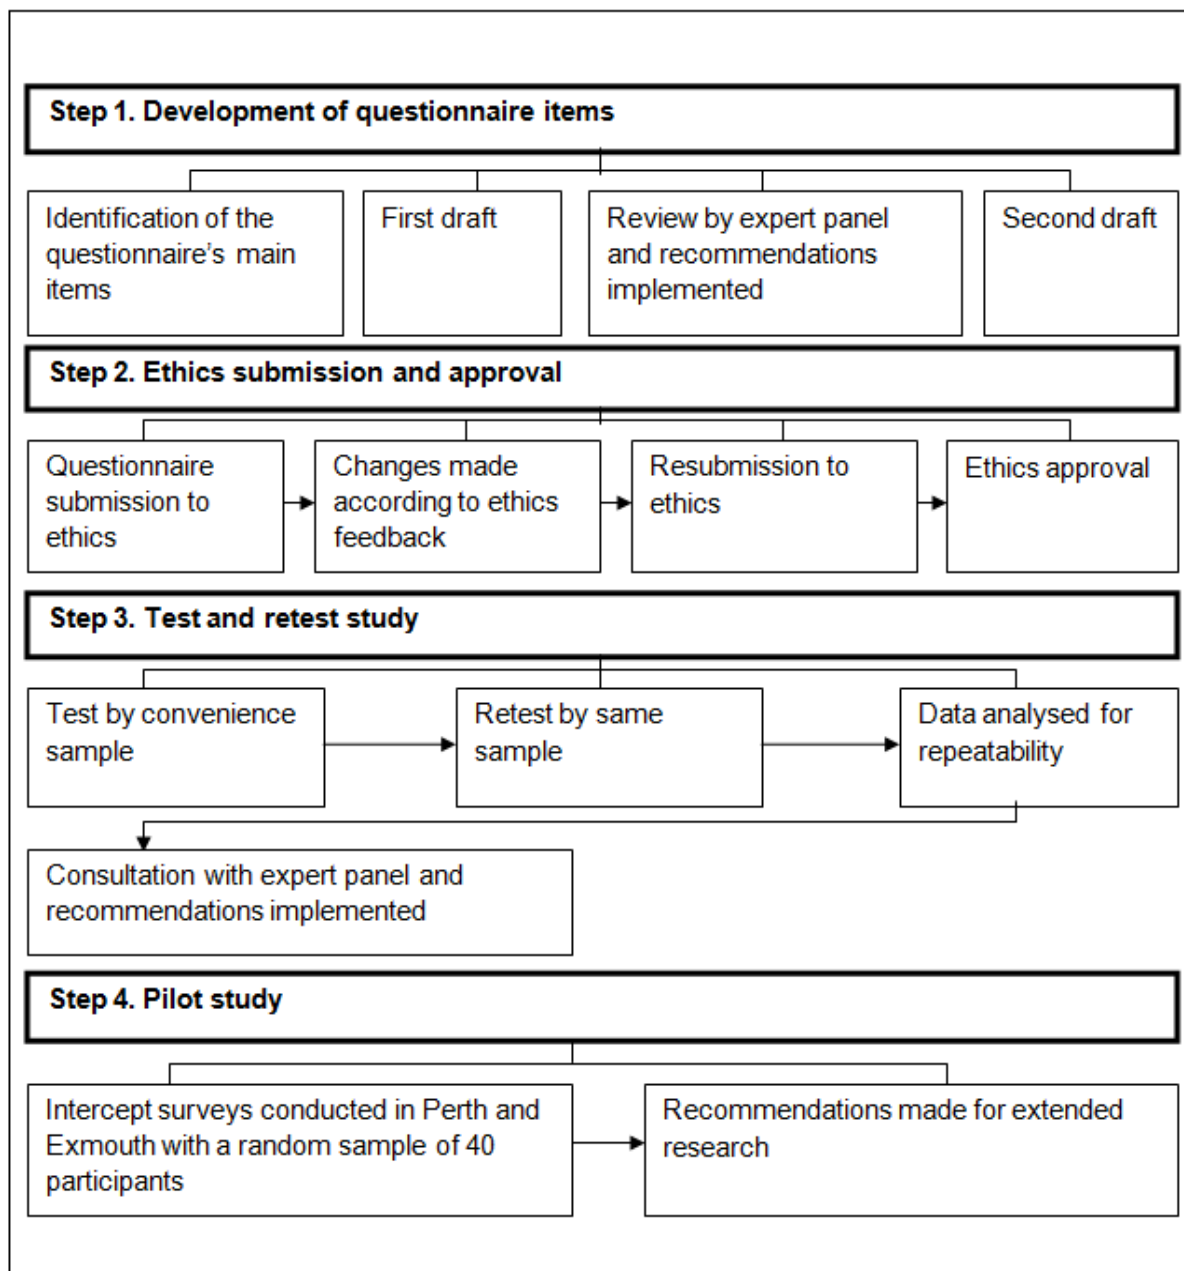 Step 1. Development of questionnaire items
Identification of the
questionnaire's main
items
First draft
Review by expert panel
and recommendations
implemented
Second draft
Step 2. Ethics submission and approval
Questionnaire
submission to
ethics
Changes made
according to ethics
feedback
Resubmission to
ethics
Ethics approval
Step 3. Test and retest study
Test by convenience
sample
Retest by same
sample
Data analysed for
repeatability
Consultation with expert panel and
recommendations implemented
Step 4. Pilot study
Intercept surveys conducted in Perth and
Exmouth with a random sample of 40
participants
Recommendations made for extended
research